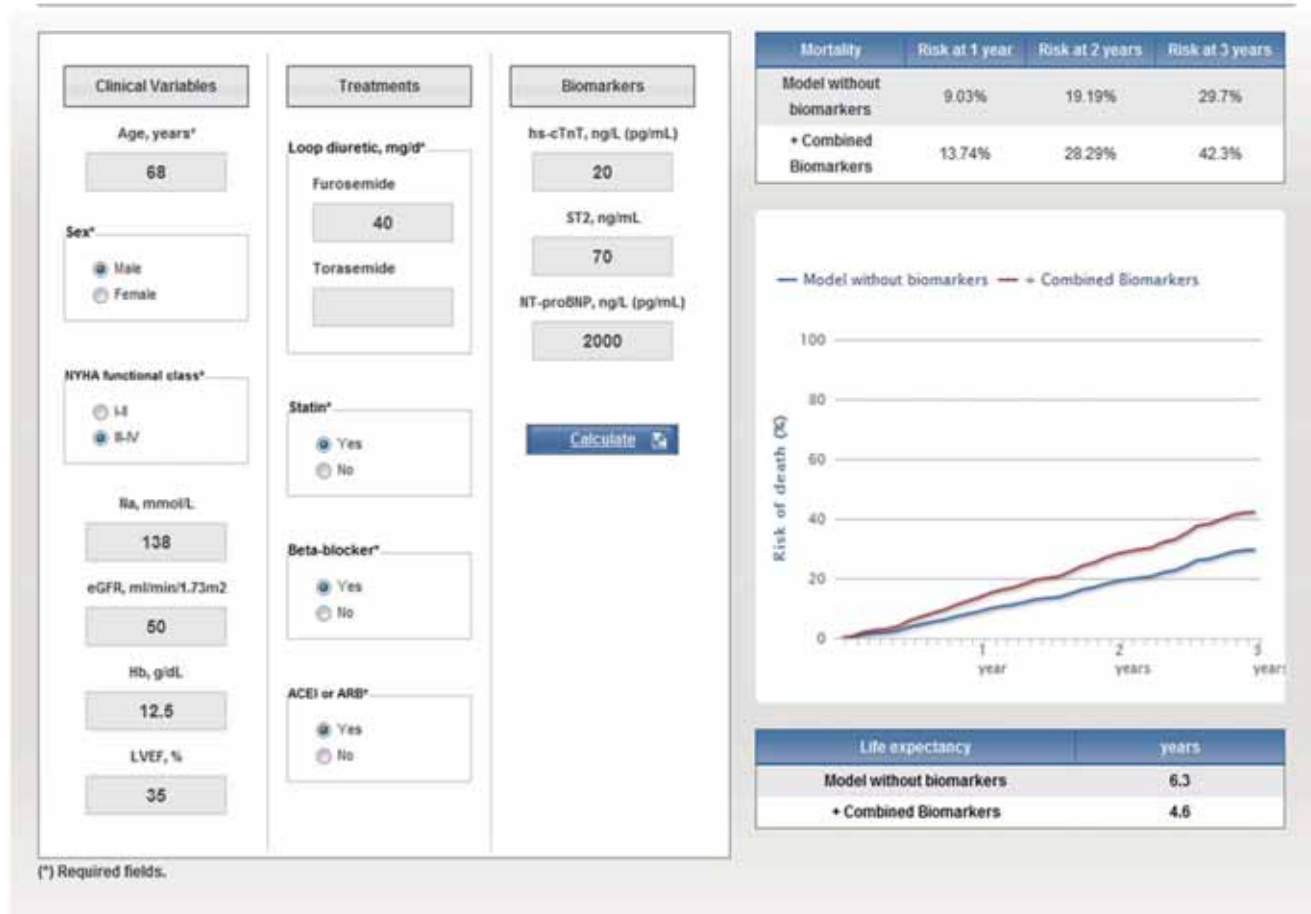 Clinical Variables
Age, years*
68
Sex*
Male
Female
NYHA functional class*
I-II
III-IV
Na, mmol/L
138
eGFR, ml/min/1.73m2
50
Hb, g/dL
12.5
LVEF, %
35
Treatments
Loop diuretic, mg/d*
Furosemide
40
Torasemide
Statin*
Yes
No
Beta-blocker*
Yes
No
ACEI or ARB*
Yes
No
Biomarkers
hs-cTnT, ng/L (pg/mL)
20
ST2, ng/mL
70
NT-proBNP, ng/L (pg/mL)
2000
Calculate
(*) Required fields.
Mortality Risk at 1 year Risk at 2 years Risk at 3 years
Model without biomarkers 9.03% 19.19% 29.7%
+ Combined Biomarkers 13.74% 28.29% 42.3%
Model without biomarkers + Combined Biomarkers
Risk of death (%)
100
80
60
40
20
0
1 year
2 years
3 years
Life expectancy years
Model without biomarkers 6.3
+ Combined Biomarkers 4.6